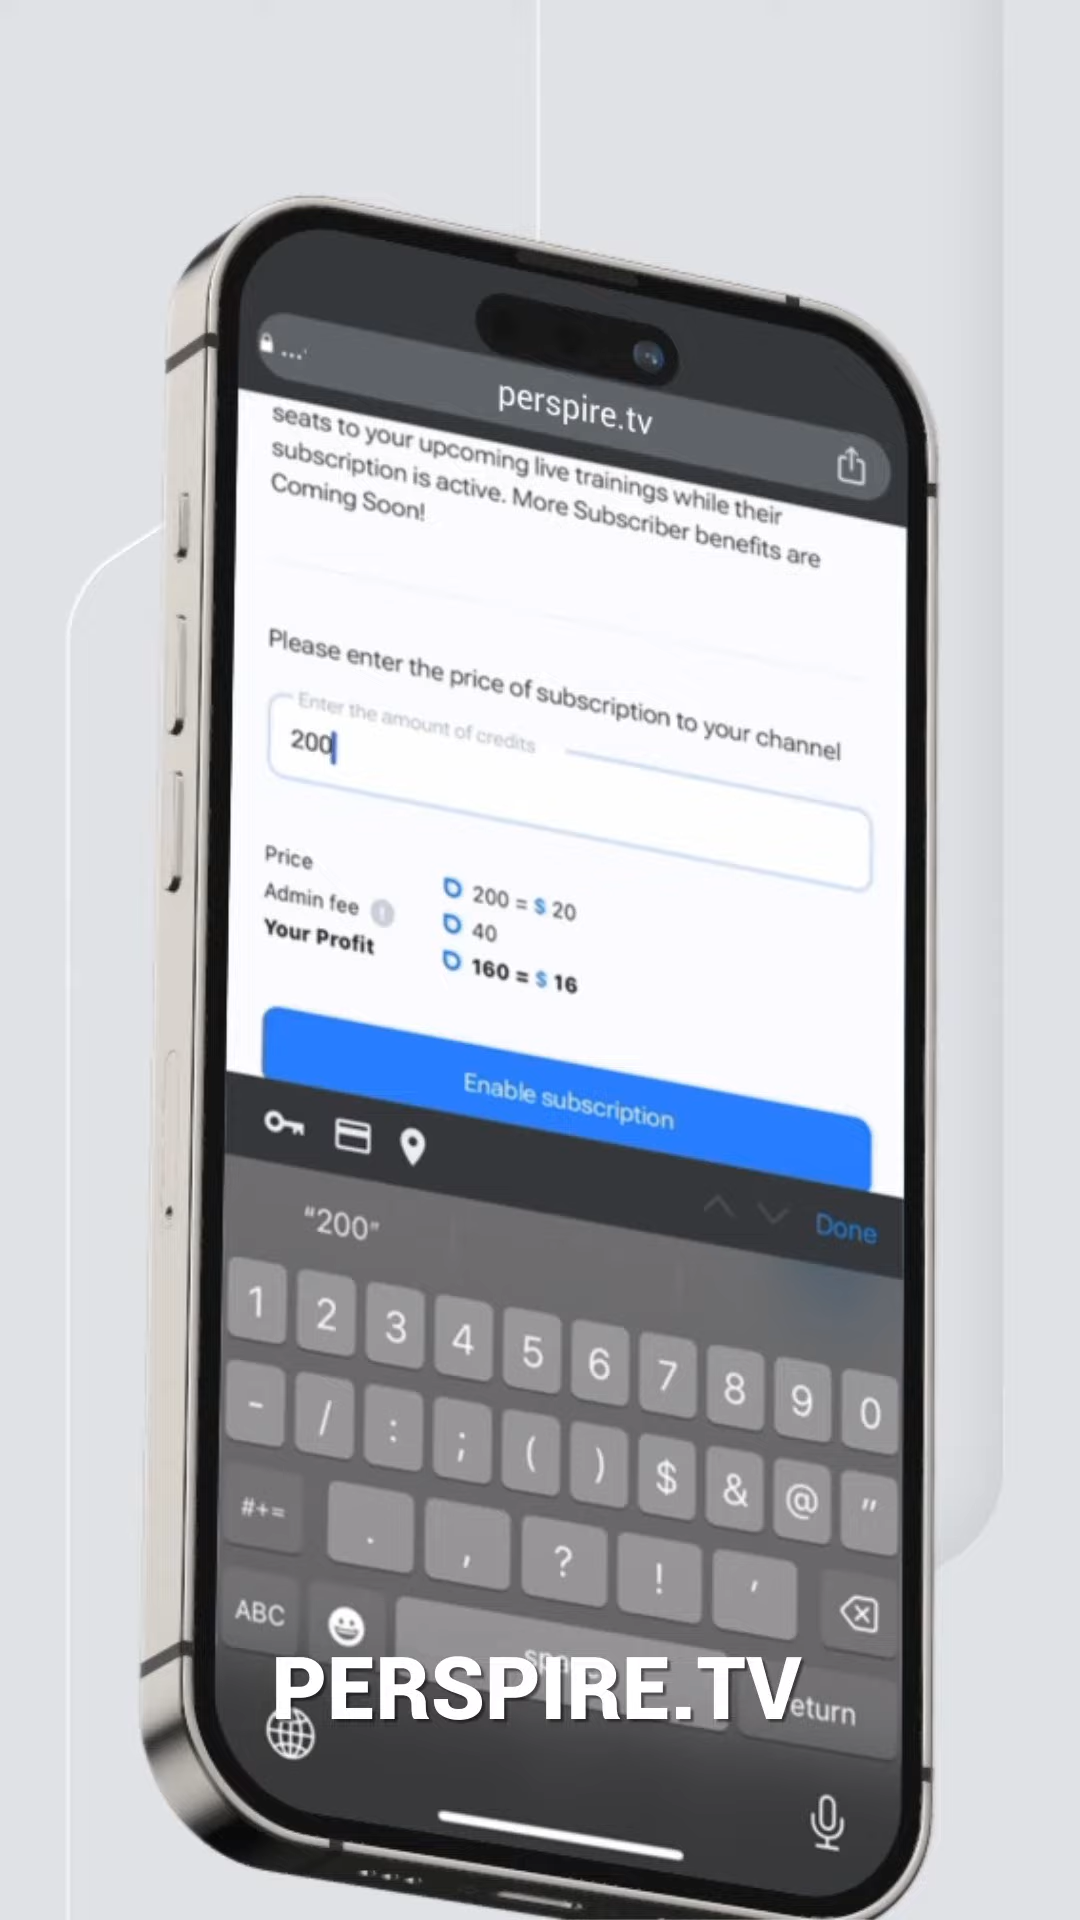 ...
perspire.tv
seats to your upcoming live trainings while their
subscription is active. More Subscriber benefits are
Coming Soon!
Please enter the price of subscription to your channel
Enter the amount of credits
200
Price 200 = $ 20
Admin fee 40
Your Profit 160 = $ 16
Enable subscription
Done
“200”
1 2 3 4 5 6 7 8 9 0
- / : ; ( ) $ & @ "
#+= . , ? ! '
ABC
PERSPIRE.TV